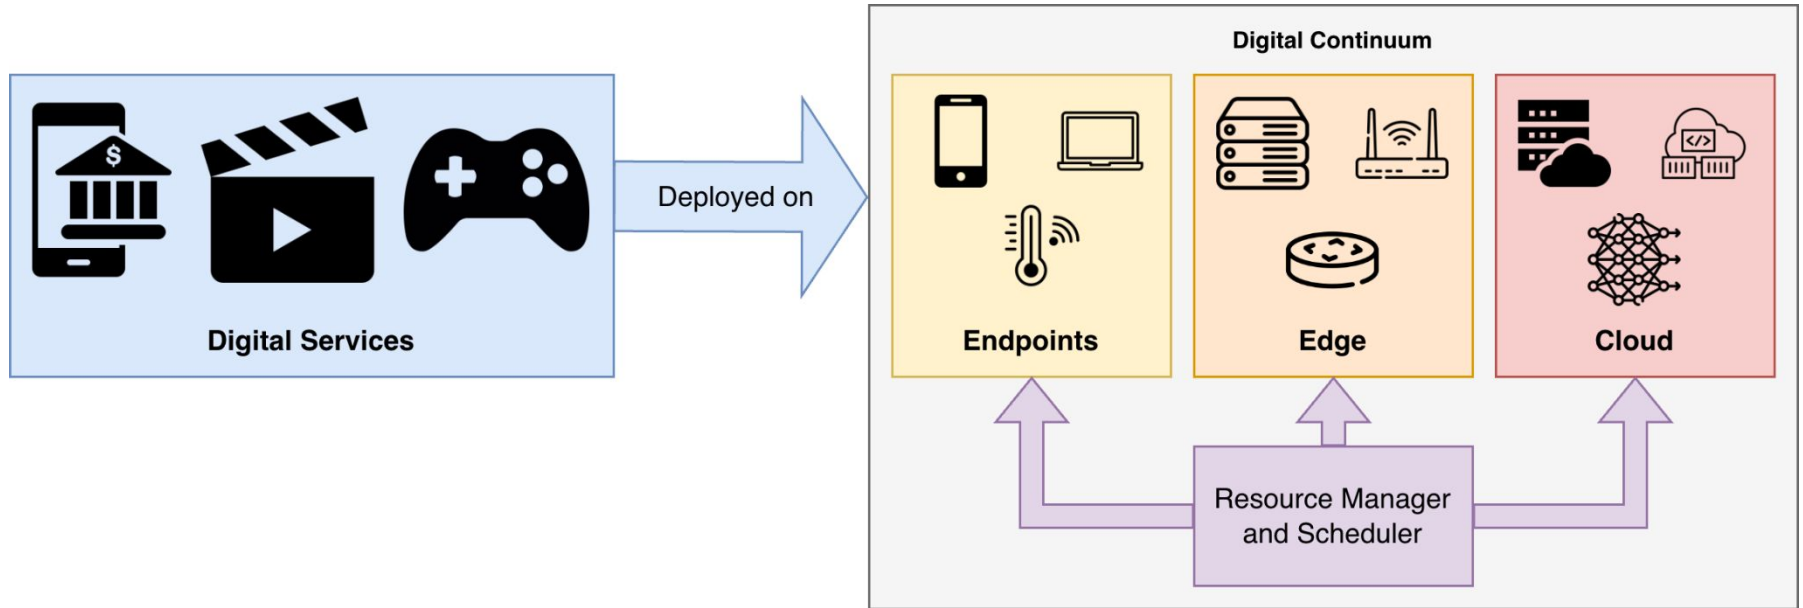 Digital Continuum
$
Deployed on
</>
Digital Services
Endpoints
Edge
Cloud
Resource Manager
and Scheduler